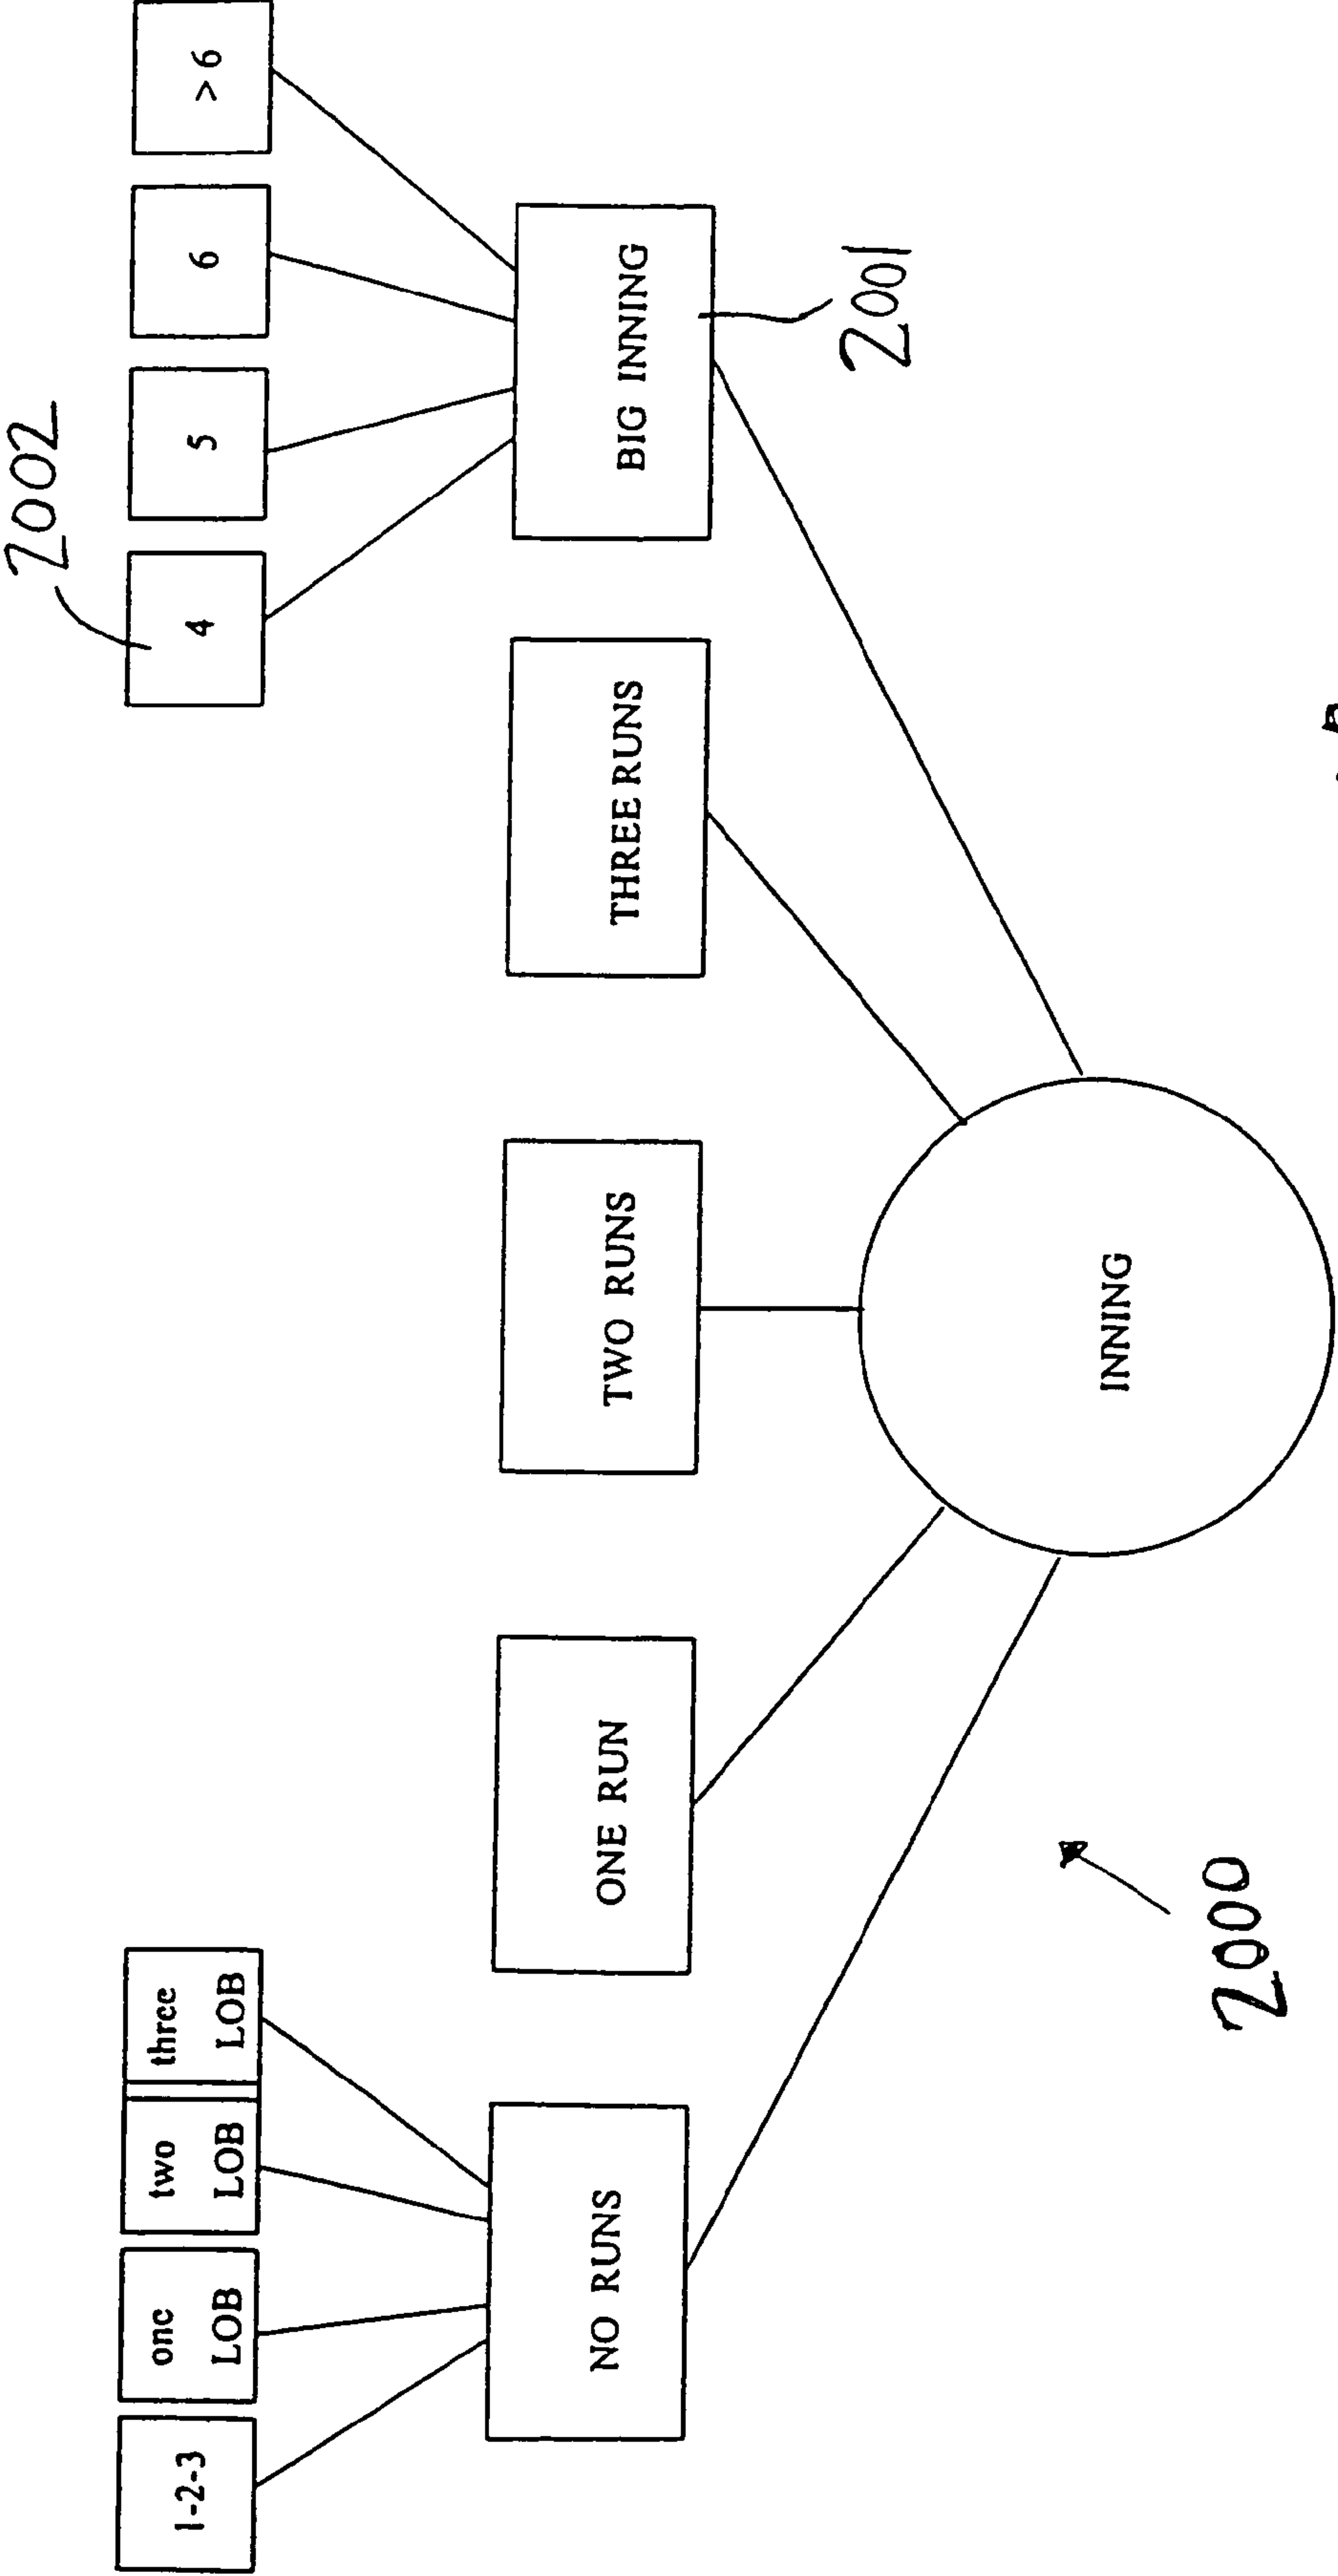 2002
1-2-3
one
LOB
two
LOB
three
LOB
4
5
6
> 6
NO RUNS
ONE RUN
TWO RUNS
THREE RUNS
BIG INNING
2001
INNING
2000